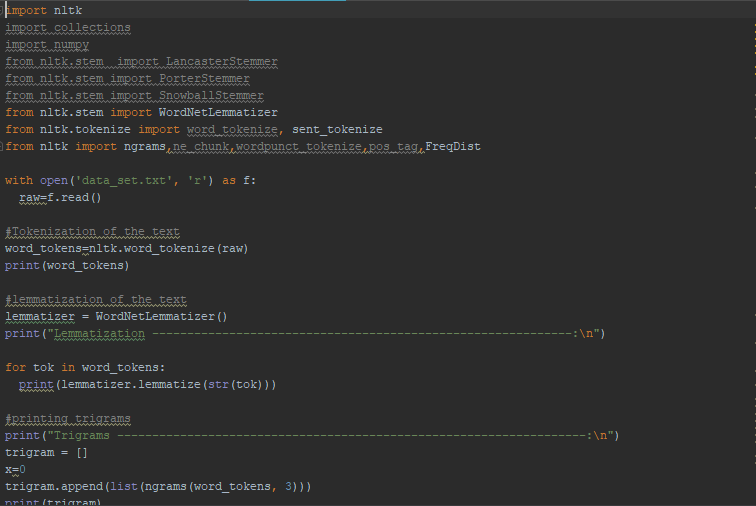 import nltk
import collections
import numpy
from nltk.stem  import LancasterStemmer
from nltk.stem import PorterStemmer
from nltk.stem import SnowballStemmer
from nltk.stem import WordNetLemmatizer
from nltk.tokenize import word_tokenize, sent_tokenize
from nltk import ngrams,ne_chunk,wordpunct_tokenize,pos_tag,FreqDist
with open('data_set.txt', 'r') as f:
  raw=f.read()
#Tokenization of the text
word_tokens=nltk.word_tokenize(raw)
print(word_tokens)
#lemmatization of the text
lemmatizer = WordNetLemmatizer()
print("Lemmatization ------------------------------------------------------------:\n")
for tok in word_tokens:
  print(lemmatizer.lemmatize(str(tok)))
#printing trigrams
print("Trigrams -------------------------------------------------------------------:\n")
trigram = []
x=0
trigram.append(list(ngrams(word_tokens, 3)))
print(trigram)